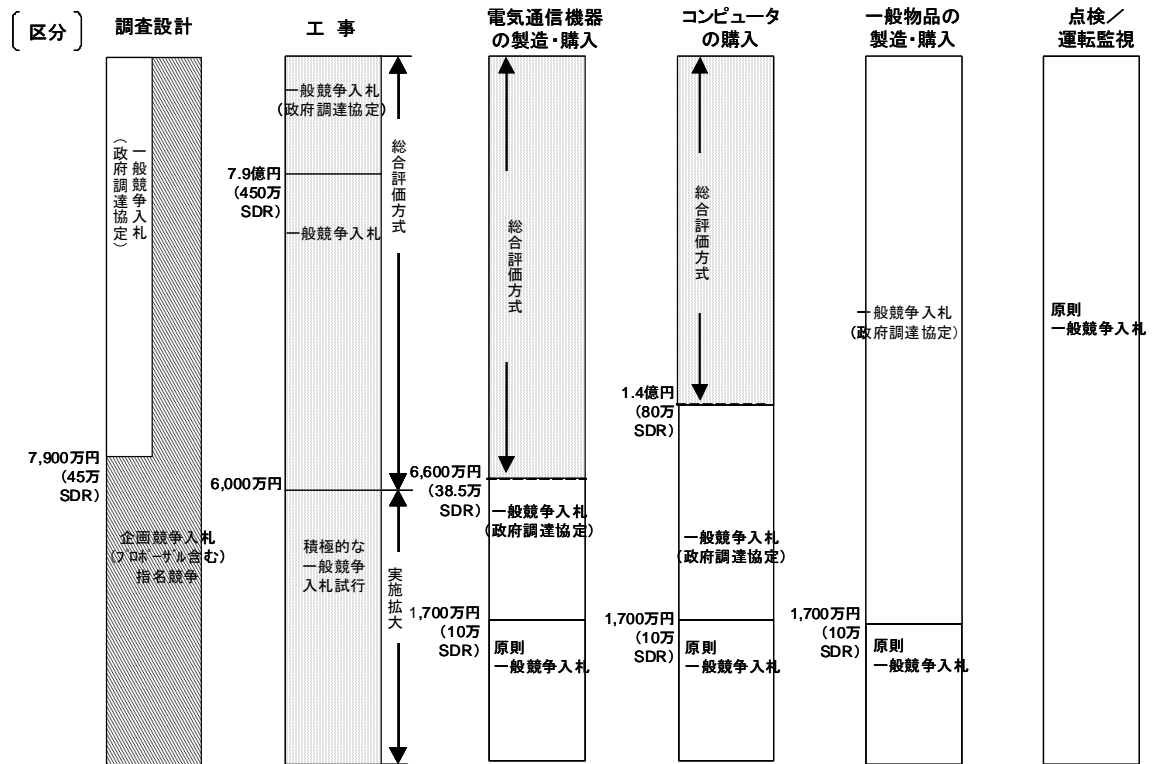 区分
調査設計
一般競争入札
（政府調達協定）
7,900万円
（45万
SDR）
企画競争入札
（プロポーザル含む）
指名競争
工 事
一般競争入札
（政府調達協定）
7.9億円
（450万
SDR）
一般競争入札
総合評価方式
6,000万円
積極的な
一般競争
入札試行
実施拡大
電気通信機器
の製造・購入
総合評価方式
6,600万円
（38.5万
SDR）
一般競争入札
（政府調達協定）
1,700万円
（10万
SDR）
原則
一般競争入札
コンピュータ
の購入
総合評価方式
1.4億円
（80万
SDR）
一般競争入札
（政府調達協定）
1,700万円
（10万
SDR）
原則
一般競争入札
一般物品の
製造・購入
一般競争入札
（政府調達協定）
1,700万円
（10万
SDR）
原則
一般競争入札
点検／
運転監視
原則
一般競争入札